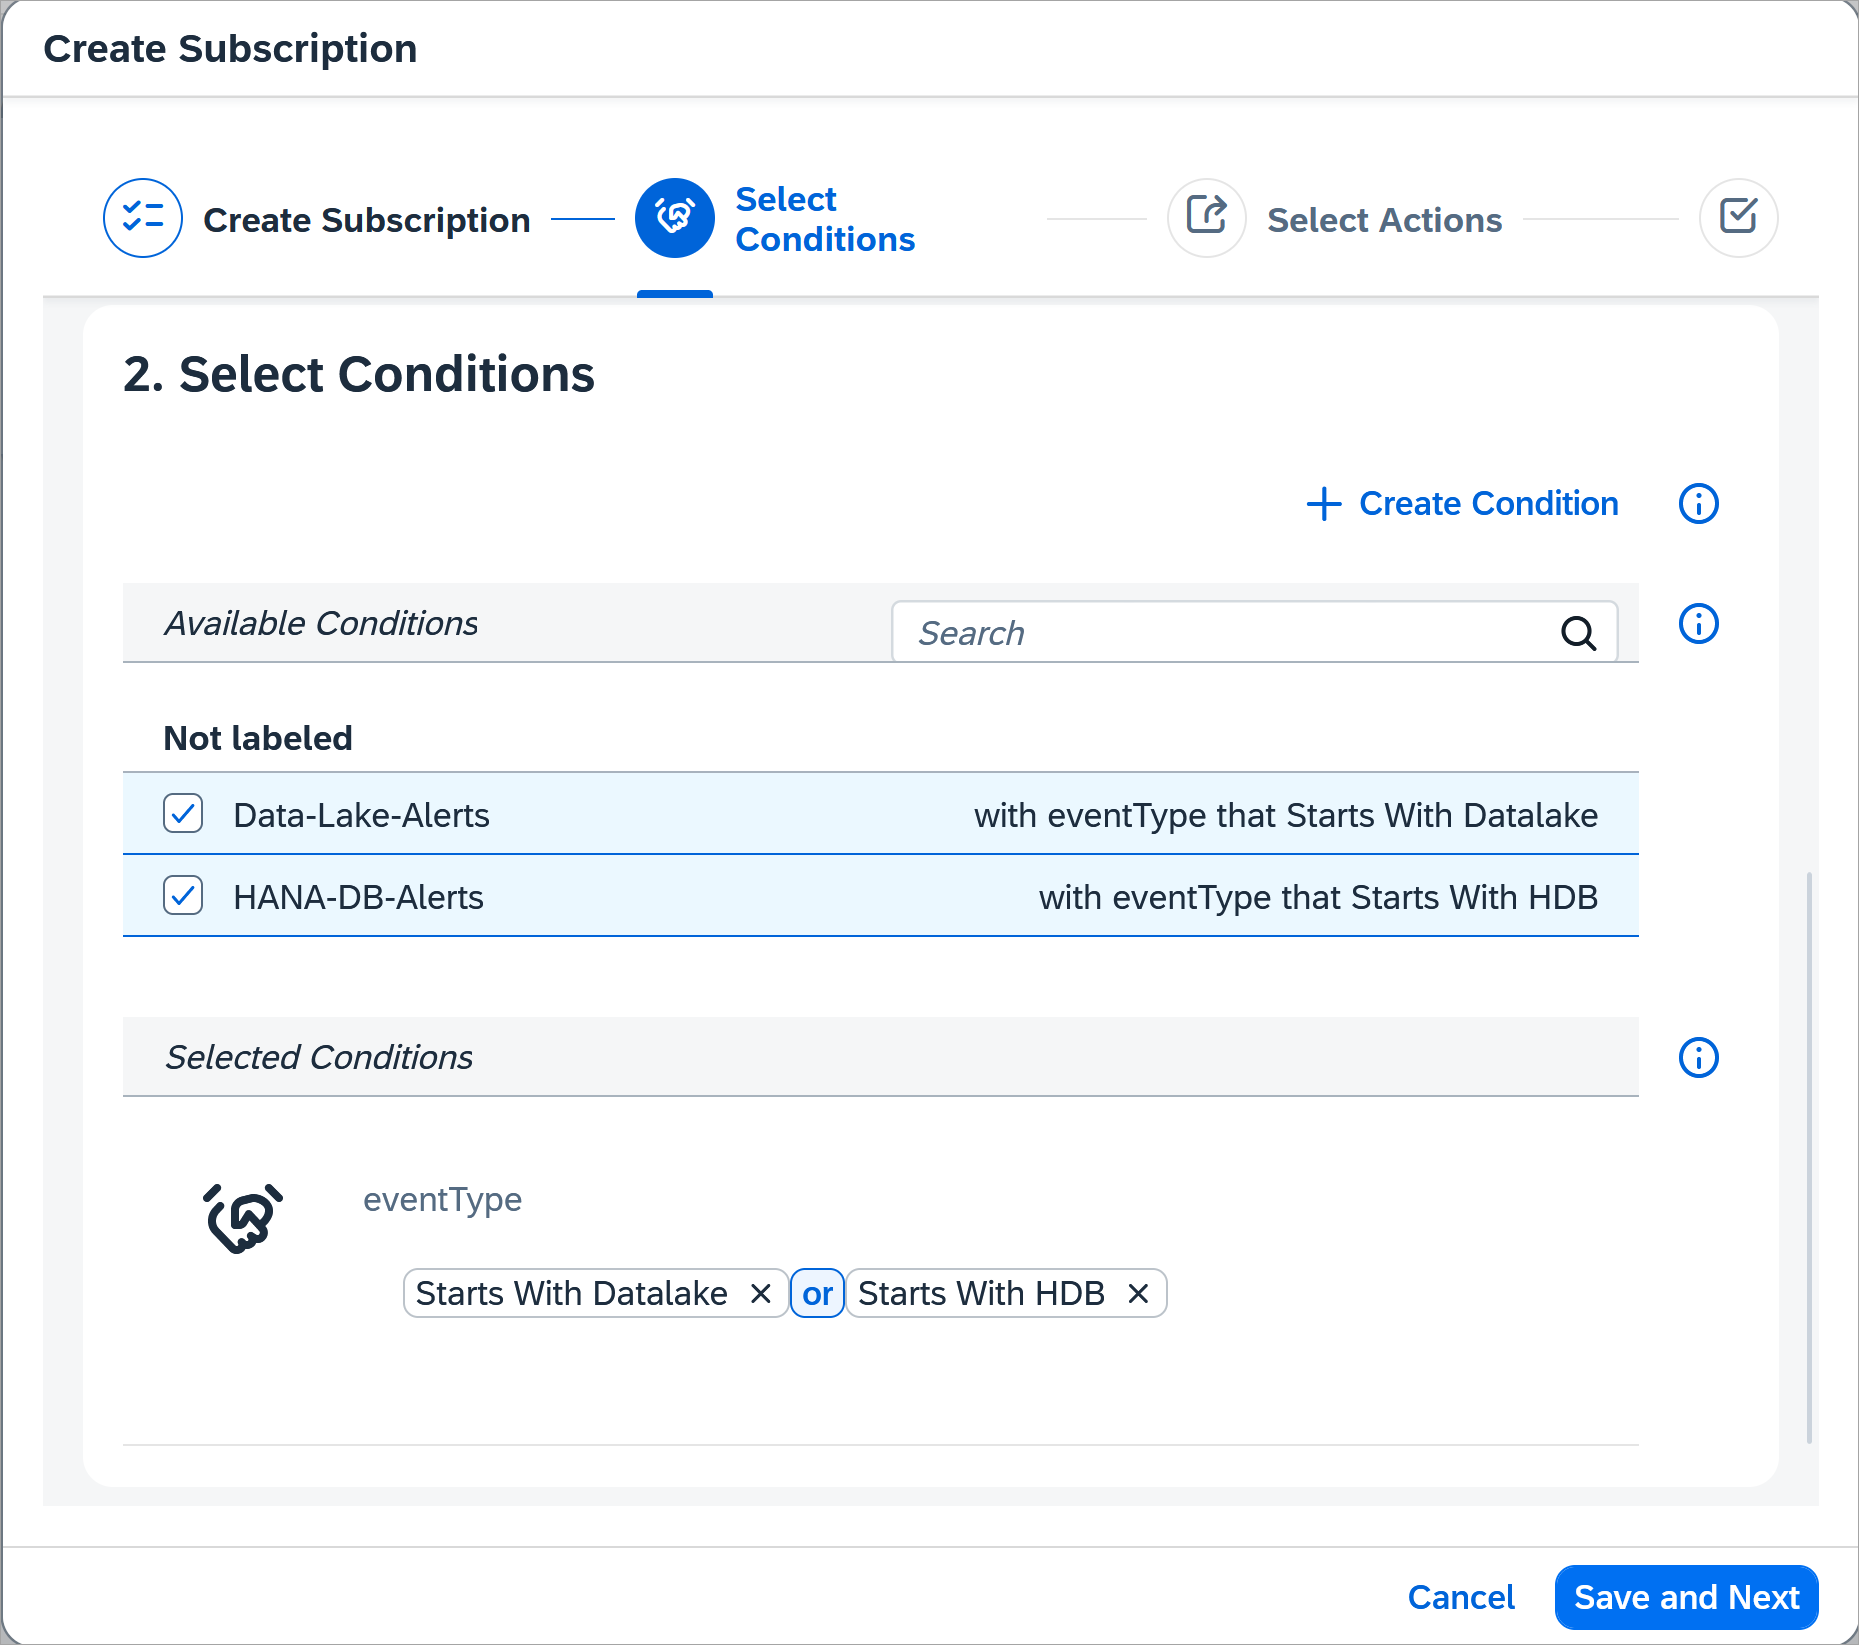 Create Subscription
Create Subscription
Select
Conditions
Select Actions
2. Select Conditions
Create Condition
Available Conditions
Search
Not labeled
Data-Lake-Alerts with eventType that Starts With Datalake
HANA-DB-Alerts with eventType that Starts With HDB
Selected Conditions
eventType
Starts With Datalake or Starts With HDB
Cancel Save and Next